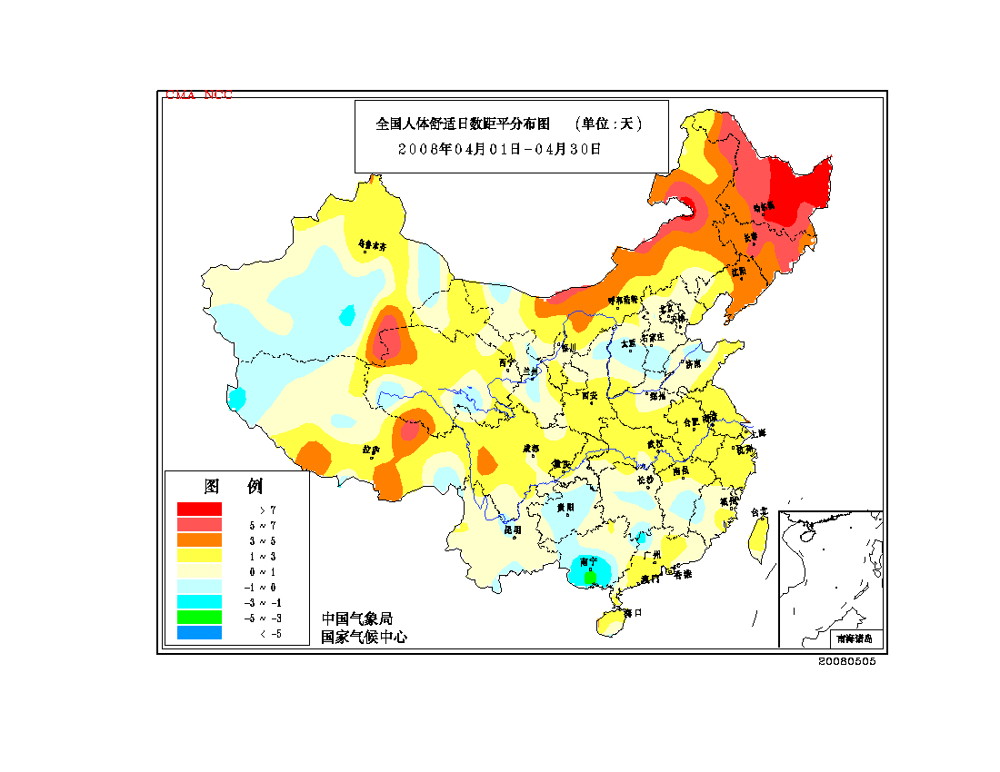 CMA NCC
全国人体舒适日数距平分布图 (单位:天)
2008年04月01日-04月30日
哈尔滨
长春
乌鲁木齐
沈阳
呼和浩特
北京
天津
石家庄
太原
银川
西宁
兰州
济南
西安
郑州
合肥
南京
上海
成都
武汉
杭州
拉萨
重庆
南昌
长沙
贵阳
福州
台北
昆明
南宁
广州
香港
澳门
海口
图 例
> 7
5 ~ 7
3 ~ 5
1 ~ 3
0 ~ 1
-1 ~ 0
-3 ~ -1
-5 ~ -3
< -5
中国气象局
国家气候中心
南海诸岛
20080505